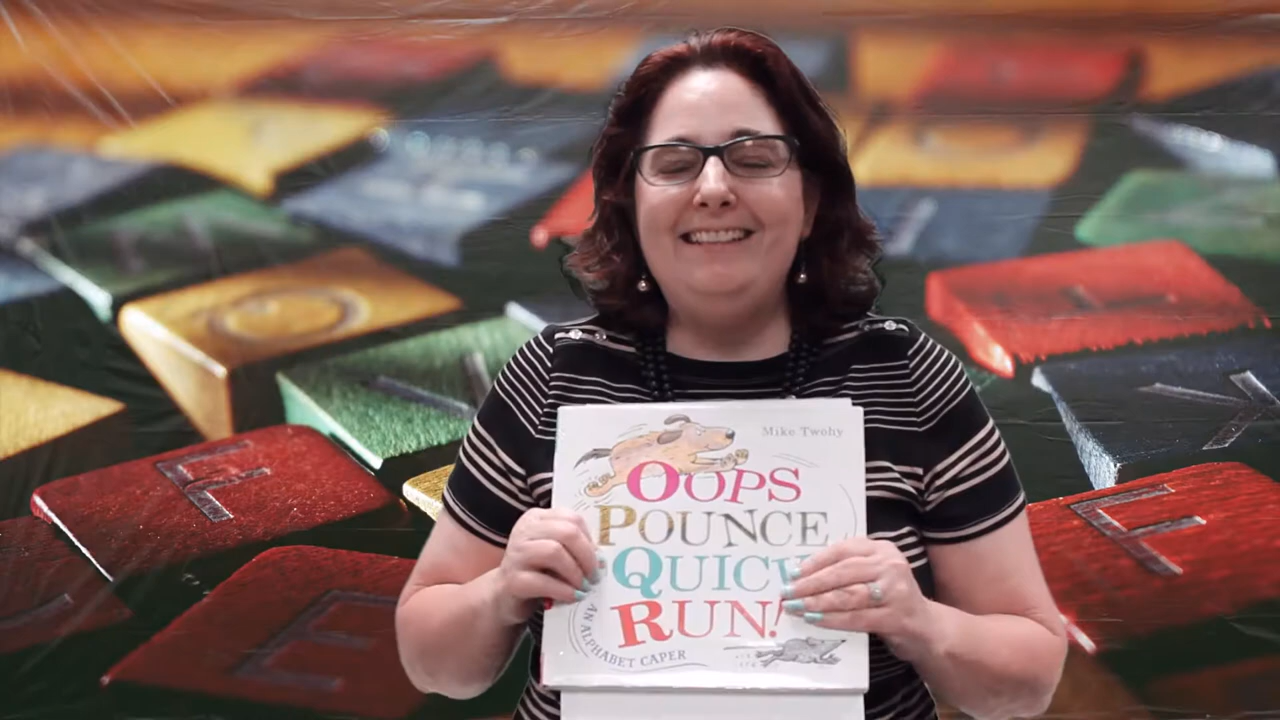 Mike Twohy
OOPS
POUNCE
QUICK
RUN!
AN ALPHABET CAPER
O
F
E
F